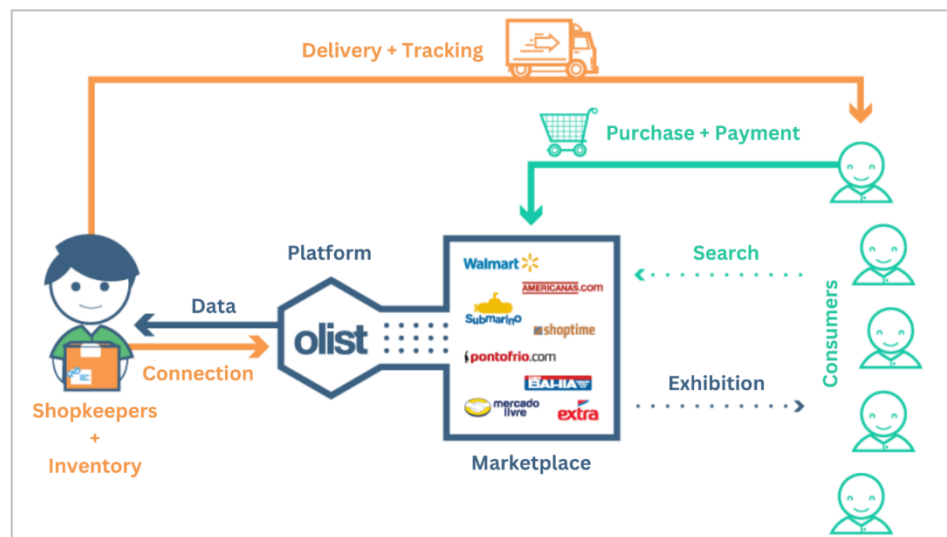 Delivery + Tracking
Purchase + Payment
Platform
Walmart
Search
AMERICANAS.com
Data
Submarino
shoptime
olist
pontofrio.com
Consumers
Connection
BAHIA
Exhibition
mercado
livre
extra
Shopkeepers
+
Inventory
Marketplace